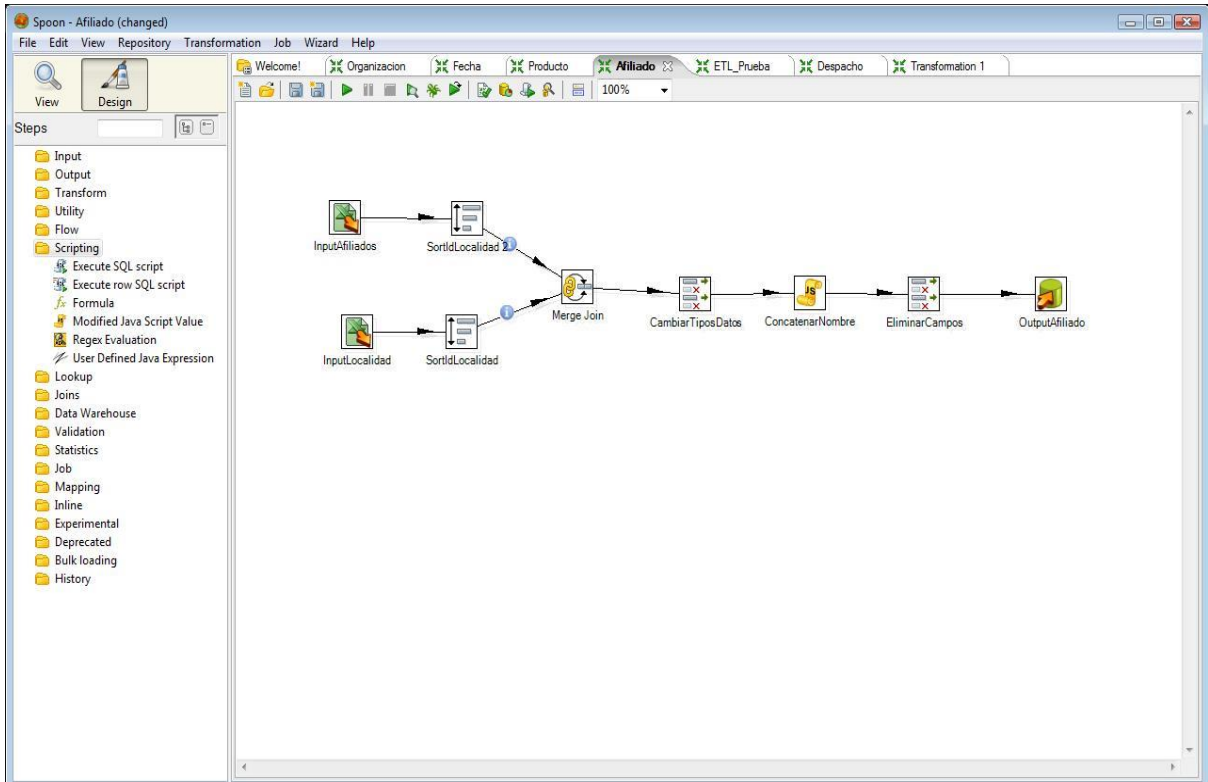 Spoon - Afiliado (changed)
File Edit View Repository Transformation Job Wizard Help
View
Design
Welcome! Organizacion Fecha Producto Afiliado ETL_Prueba Despacho Transformation 1
100%
Steps
Input
Output
Transform
Utility
Flow
Scripting
Execute SQL script
Execute row SQL script
Formula
Modified Java Script Value
Regex Evaluation
User Defined Java Expression
Lookup
Joins
Data Warehouse
Validation
Statistics
Job
Mapping
Inline
Experimental
Deprecated
Bulk loading
History
InputAfiliados
SortIdLocalidad 2
InputLocalidad
SortIdLocalidad
Merge Join
CambiarTiposDatos
JS
ConcatenarNombre
EliminarCampos
OutputAfiliado